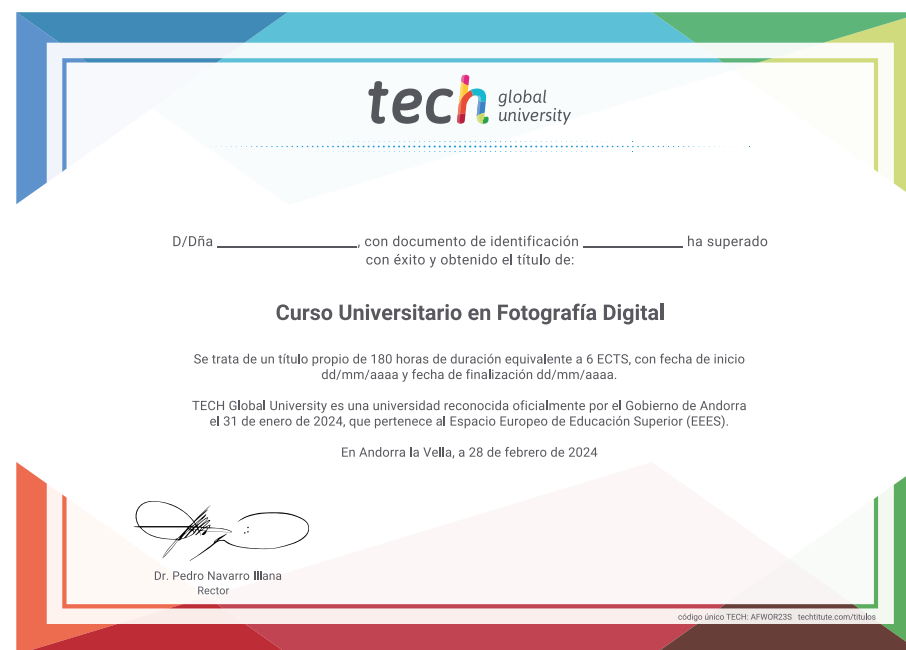 tech global
university
D/Dña ____________________, con documento de identificación ______________ ha superado
con éxito y obtenido el título de:
Curso Universitario en Fotografía Digital
Se trata de un título propio de 180 horas de duración equivalente a 6 ECTS, con fecha de inicio
dd/mm/aaaa y fecha de finalización dd/mm/aaaa.
TECH Global University es una universidad reconocida oficialmente por el Gobierno de Andorra
el 31 de enero de 2024, que pertenece al Espacio Europeo de Educación Superior (EEES).
En Andorra la Vella, a 28 de febrero de 2024
Dr. Pedro Navarro Illana
Rector
código único TECH: AFWOR23S techtitute.com/titulos